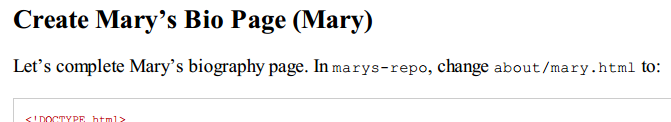 Create Mary’s Bio Page (Mary)
Let’s complete Mary’s biography page. In marys-repo, change about/mary.html to:
<!DOCTYPE html>